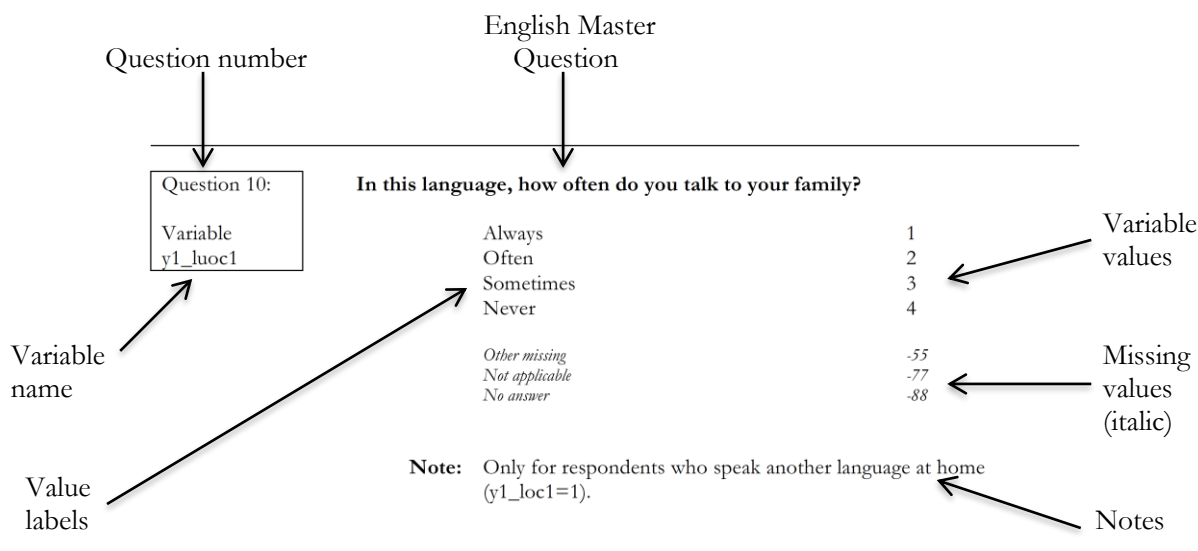 English Master
Question
Question number
Question 10:
In this language, how often do you talk to your family?
Variable
y1_luoc1
Always 1
Often 2
Sometimes 3
Never 4
Variable
values
Other missing -55
Not applicable -77
No answer -88
Variable
name
Missing
values
(italic)
Note: Only for respondents who speak another language at home
(y1_loc1=1).
Value
labels
Notes